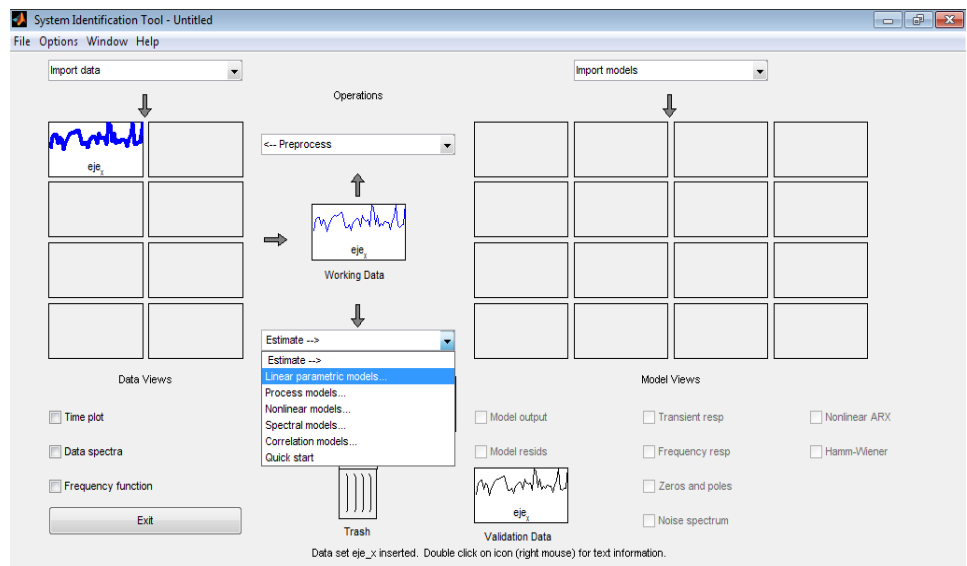 System Identification Tool - Untitled
File Options Window Help
Import data
Import models
Operations
<-- Preprocess
eje_x
eje_x
Working Data
Estimate -->
Estimate -->
Linear parametric models...
Process models...
Nonlinear models...
Spectral models...
Correlation models...
Quick start
Data Views
Time plot
Data spectra
Frequency function
Exit
Trash
Model Views
Model output
Transient resp
Nonlinear ARX
Model resids
Frequency resp
Hamm-Wiener
Zeros and poles
Noise spectrum
eje_x
Validation Data
Data set eje_x inserted. Double click on icon (right mouse) for text information.